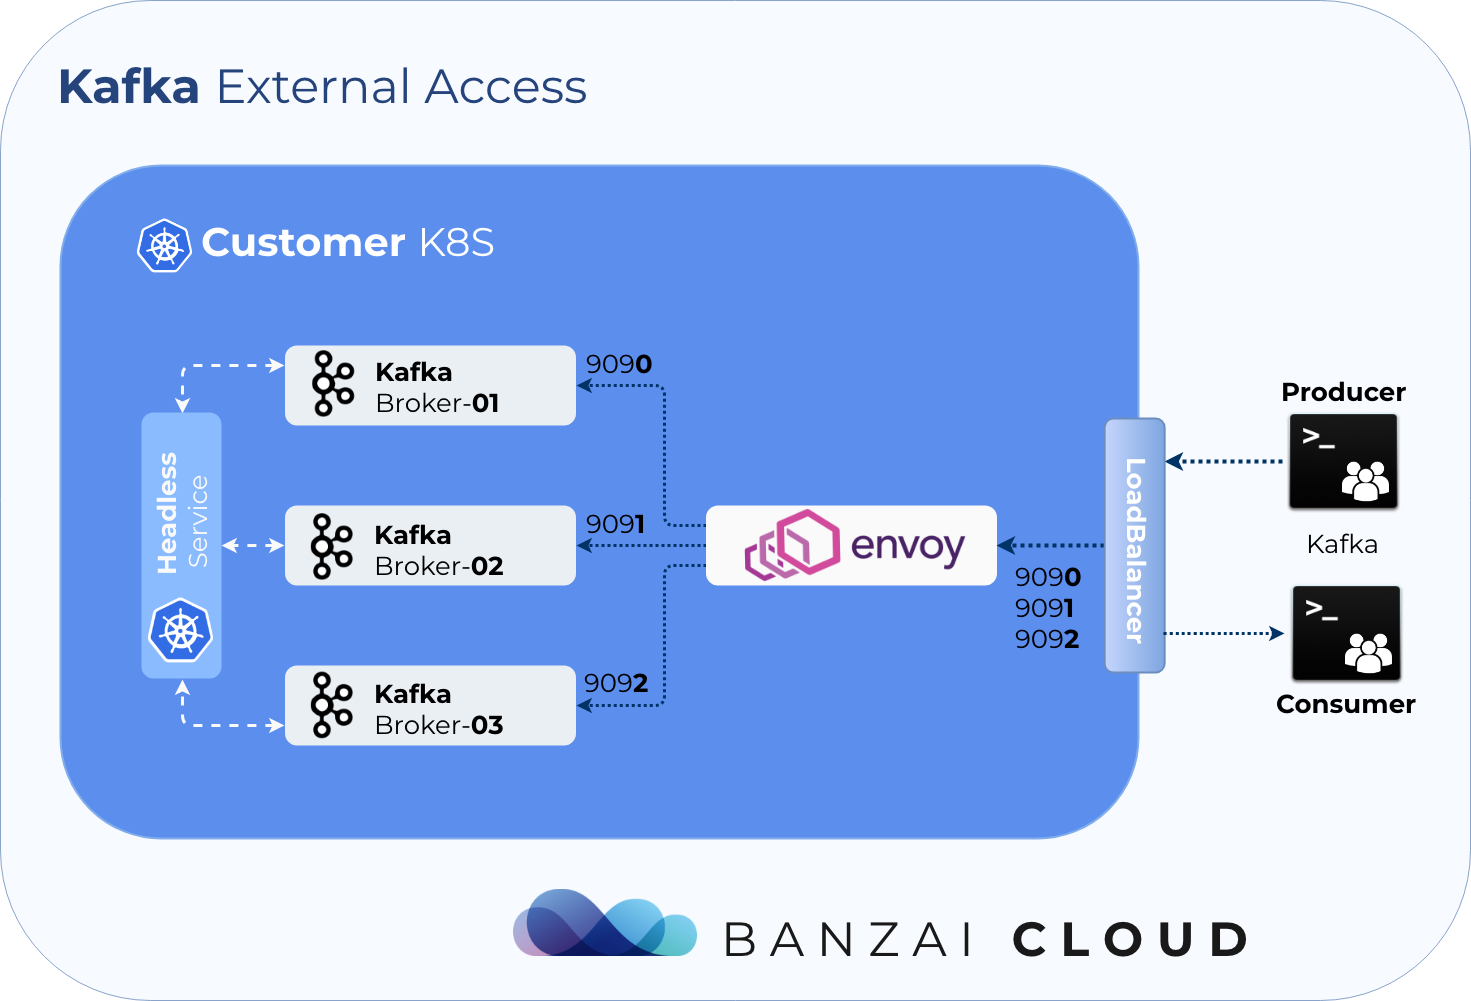 Kafka External Access
Customer K8S
Kafka
Broker-01
9090
Headless
Service
Kafka
Broker-02
9091
Kafka
Broker-03
9092
envoy
9090
9091
9092
LoadBalancer
Producer
>_
Kafka
>_
Consumer
BANZAI CLOUD